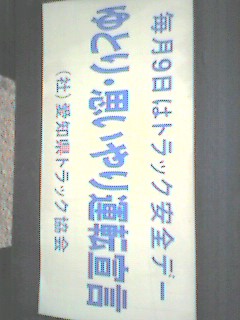 毎月9日はトラック安全デー
ゆとり・思いやり運転宣言
(社)愛知県トラック協会